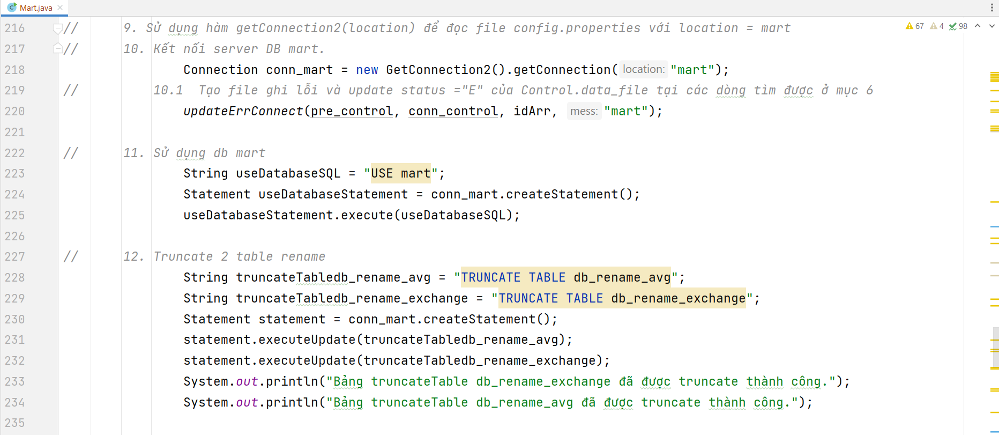 Mart.java
67 4 98
216 // 9. Sử dụng hàm getConnection2(location) để đọc file config.properties với location = mart
217 // 10. Kết nối server DB mart.
218 Connection conn_mart = new GetConnection2().getConnection( location: "mart");
219 // 10.1 Tạo file ghi lỗi và update status ="E" của Control.data_file tại các dòng tìm được ở mục 6
220 updateErrConnect(pre_control, conn_control, idArr, mess: "mart");
221
222 // 11. Sử dụng db mart
223 String useDatabaseSQL = "USE mart";
224 Statement useDatabaseStatement = conn_mart.createStatement();
225 useDatabaseStatement.execute(useDatabaseSQL);
226
227 // 12. Truncate 2 table rename
228 String truncateTabledb_rename_avg = "TRUNCATE TABLE db_rename_avg";
229 String truncateTabledb_rename_exchange = "TRUNCATE TABLE db_rename_exchange";
230 Statement statement = conn_mart.createStatement();
231 statement.executeUpdate(truncateTabledb_rename_avg);
232 statement.executeUpdate(truncateTabledb_rename_exchange);
233 System.out.println("Bảng truncateTable db_rename_exchange đã được truncate thành công.");
234 System.out.println("Bảng truncateTable db_rename_avg đã được truncate thành công.");
235